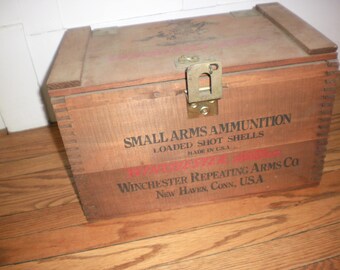 SMALL ARMS AMMUNITION
LOADED SHOT SHELLS
MADE IN U.S.A.
WINCHESTER REPEATING ARMS CO
NEW HAVEN, CONN. U.S.A